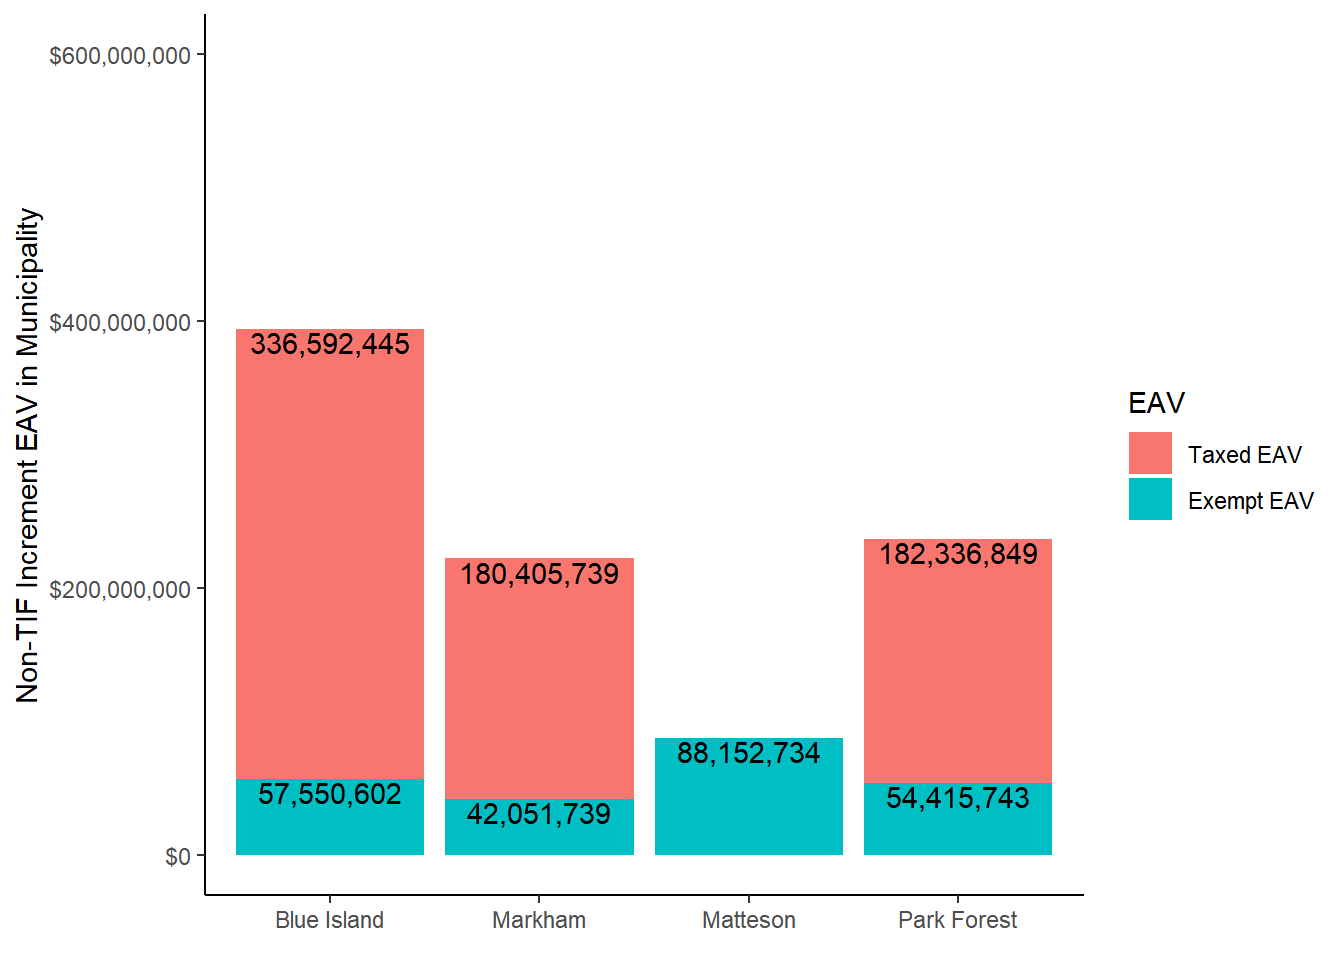 Non-TIF Increment EAV in Municipality
$600,000,000
$400,000,000
$200,000,000
$0
336,592,445
57,550,602
180,405,739
42,051,739
88,152,734
182,336,849
54,415,743
Blue Island
Markham
Matteson
Park Forest
EAV
Taxed EAV
Exempt EAV